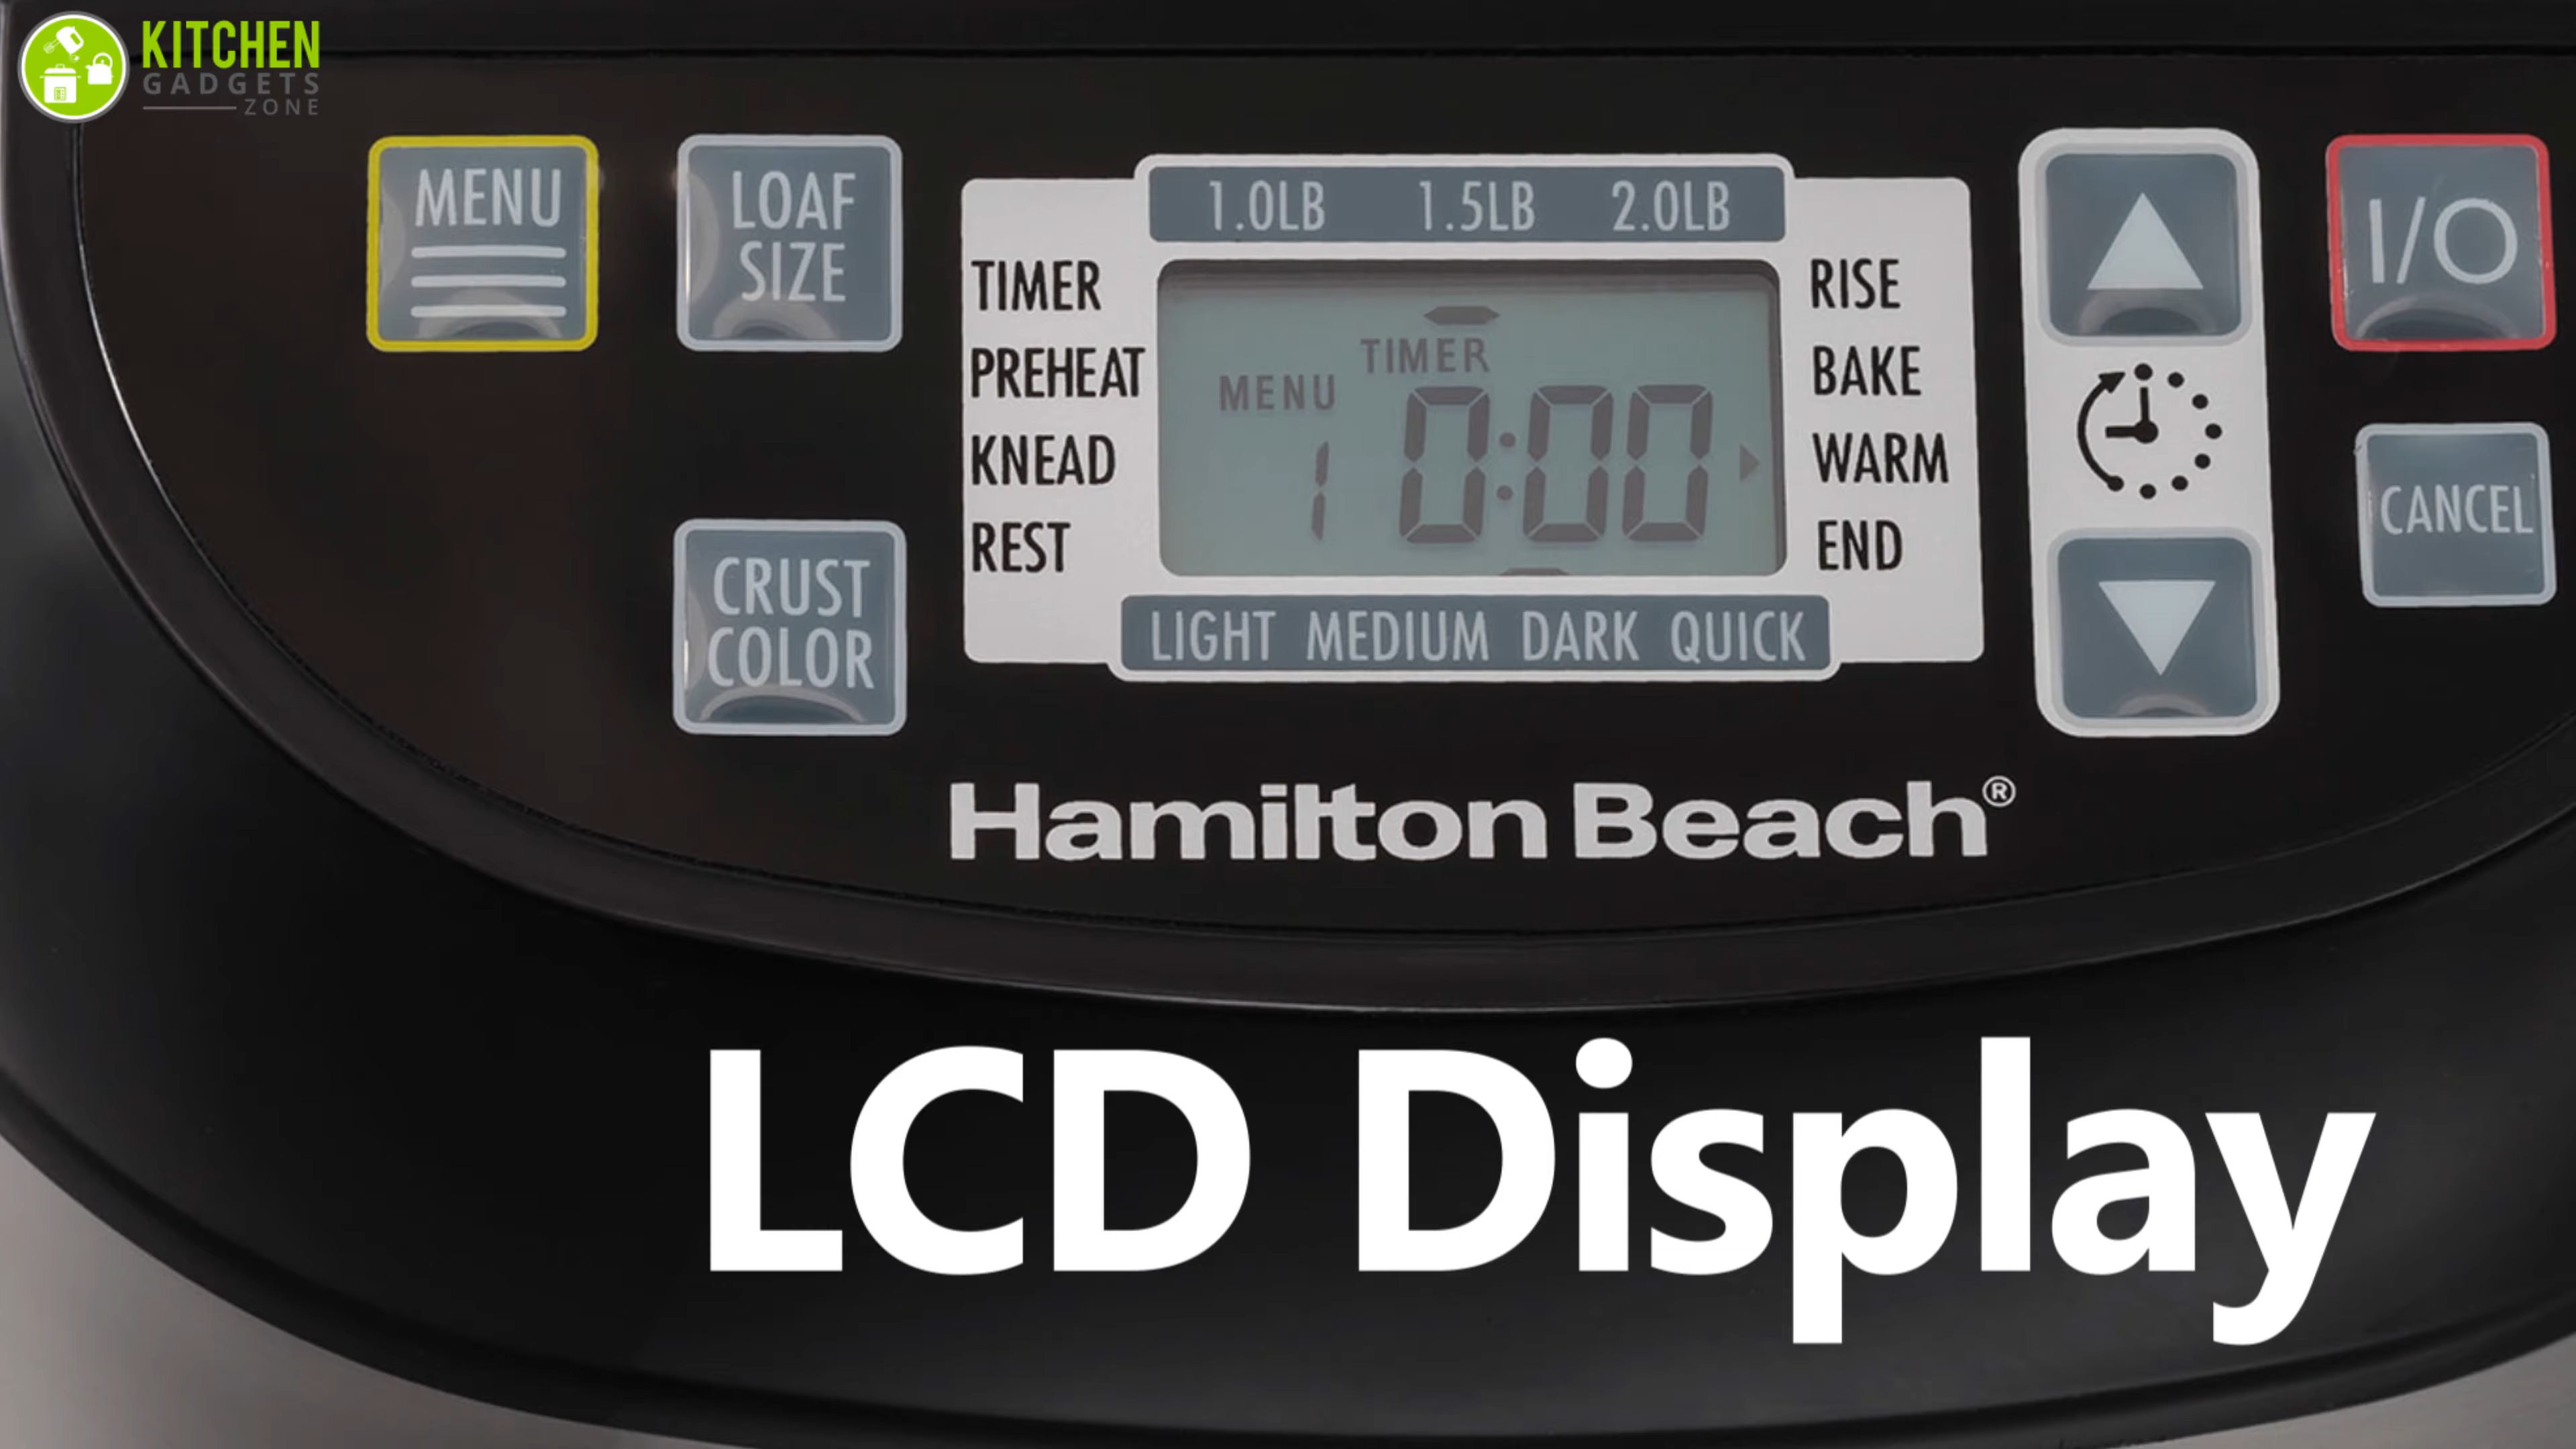 KITCHEN
GADGETS
ZONE
MENU
LOAF
SIZE
CRUST
COLOR
1.0LB 1.5LB 2.0LB
TIMER
PREHEAT
KNEAD
REST
TIMER
MENU
1 0:00
RISE
BAKE
WARM
END
LIGHT MEDIUM DARK QUICK
I/O
CANCEL
Hamilton Beach®
LCD Display